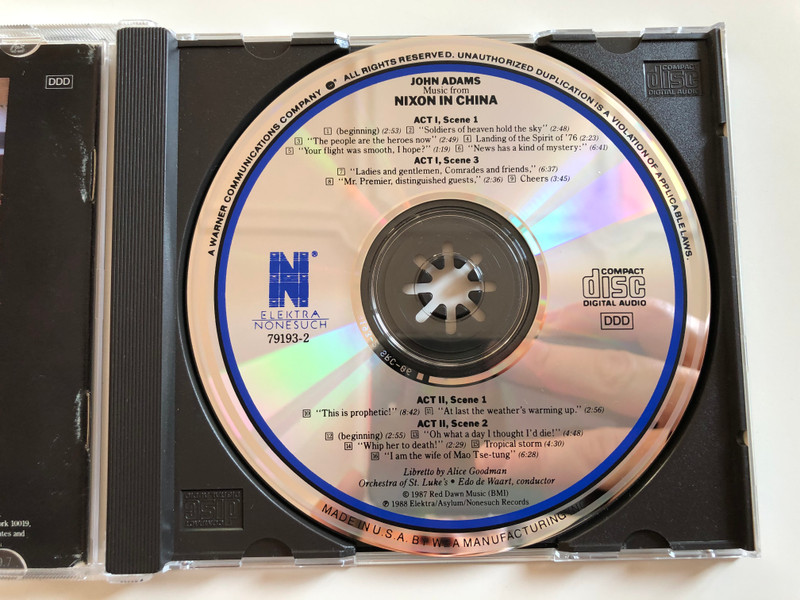 DDD
COMPACT
disc
DIGITAL AUDIO
A WARNER COMMUNICATIONS COMPANY ALL RIGHTS RESERVED. UNAUTHORIZED DUPLICATION IS A VIOLATION OF APPLICABLE LAWS.
JOHN ADAMS
Music from
NIXON IN CHINA
ACT I, Scene 1
1 (beginning) (2:53) 2 "Soldiers of heaven hold the sky" (2:48)
3 "The people are the heroes now" (2:49) 4 Landing of the Spirit of '76 (2:23)
5 "Your flight was smooth, I hope?" (1:19) 6 "News has a kind of mystery:" (6:41)
ACT I, Scene 3
7 "Ladies and gentlemen, Comrades and friends," (6:37)
8 "Mr. Premier, distinguished guests," (2:36) 9 Cheers (3:45)
N®
ELEKTRA
NONESUCH
79193-2
COMPACT
disc
DIGITAL AUDIO
DDD
ACT II, Scene 1
10 "This is prophetic!" (8:42) 11 "At last the weather's warming up." (2:56)
ACT II, Scene 2
12 (beginning) (2:55) 13 "Oh what a day I thought I'd die!" (4:48)
14 "Whip her to death!" (2:29) 15 Tropical storm (4:30)
16 "I am the wife of Mao Tse-tung" (6:28)
Libretto by Alice Goodman
Orchestra of St. Luke's • Edo de Waart, conductor
© 1987 Red Dawn Music (BMI)
℗ 1988 Elektra/Asylum/Nonesuch Records
MADE IN U.S.A. BY WEA MANUFACTURING
10019,
and